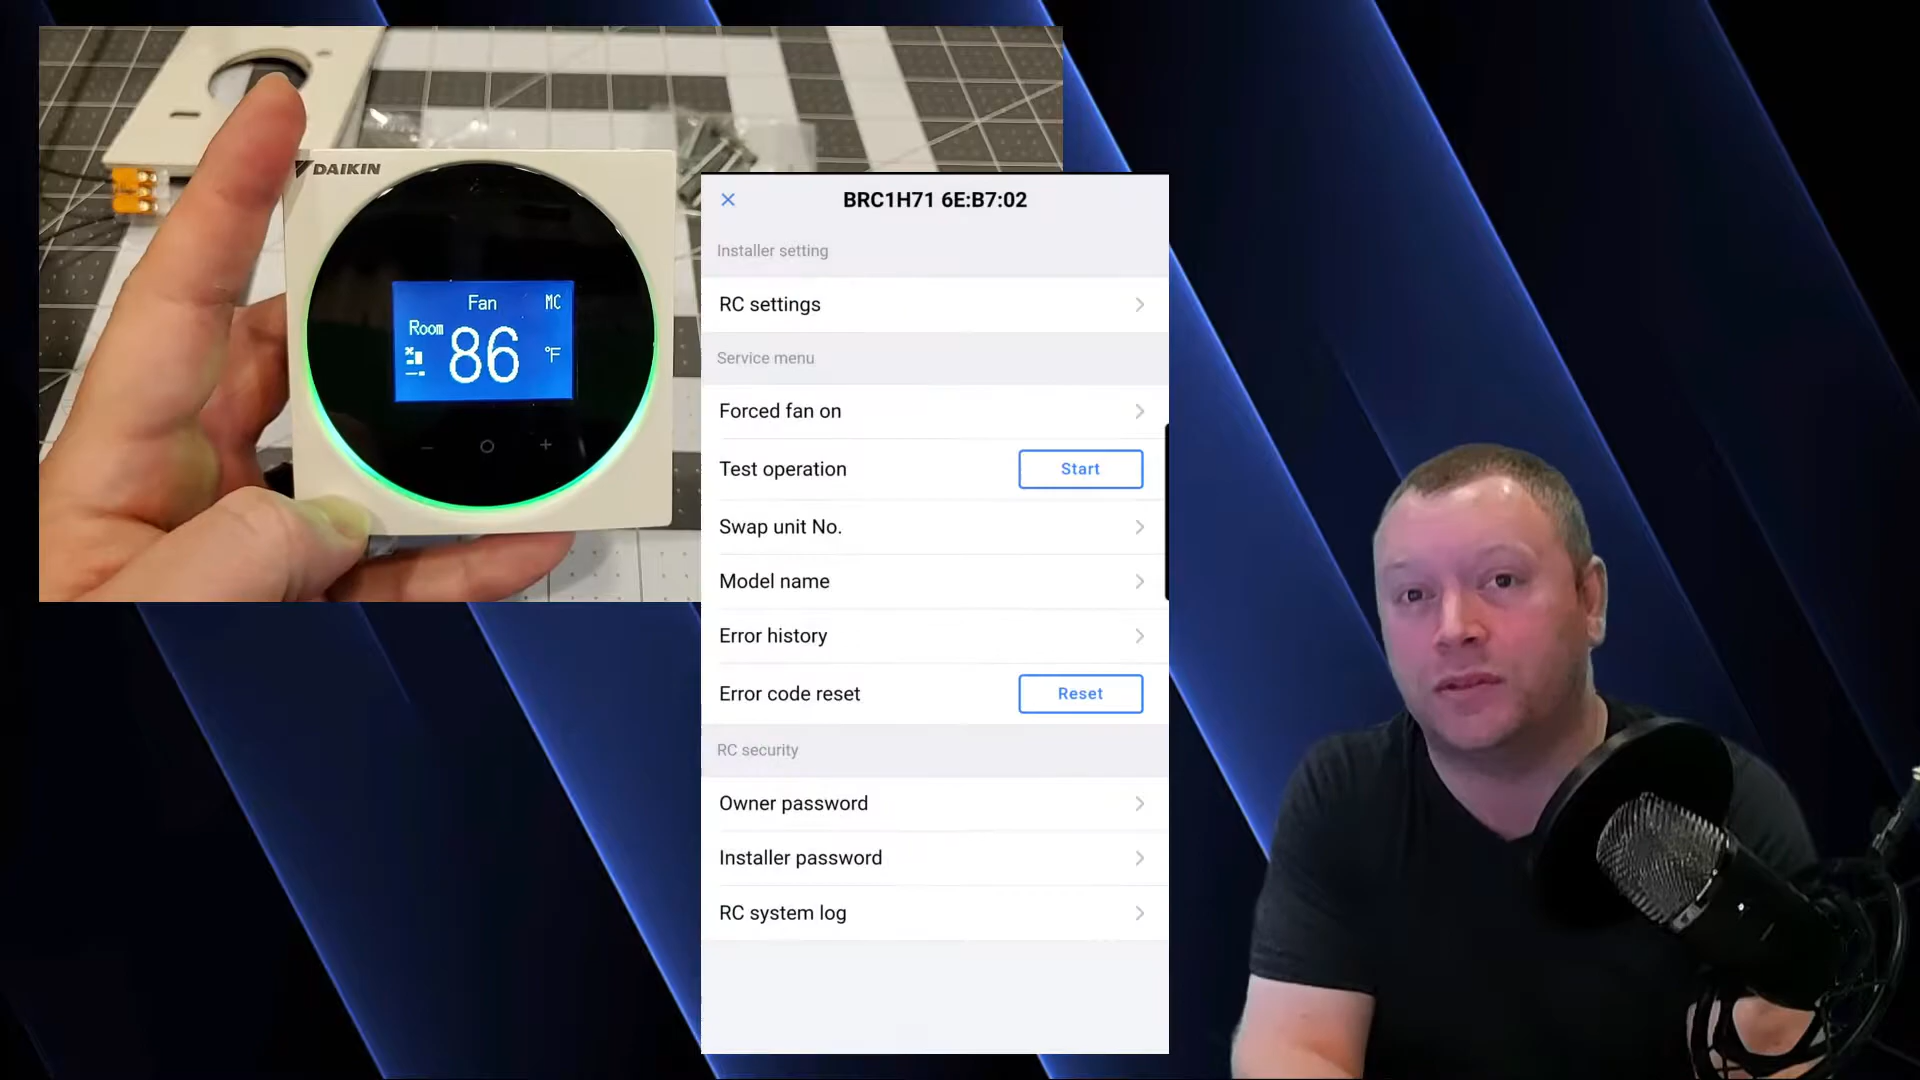 DAIKIN
Fan MC
Room 86 °F
BRC1H71 6E:B7:02
Installer setting
RC settings
Service menu
Forced fan on
Test operation Start
Swap unit No.
Model name
Error history
Error code reset Reset
RC security
Owner password
Installer password
RC system log